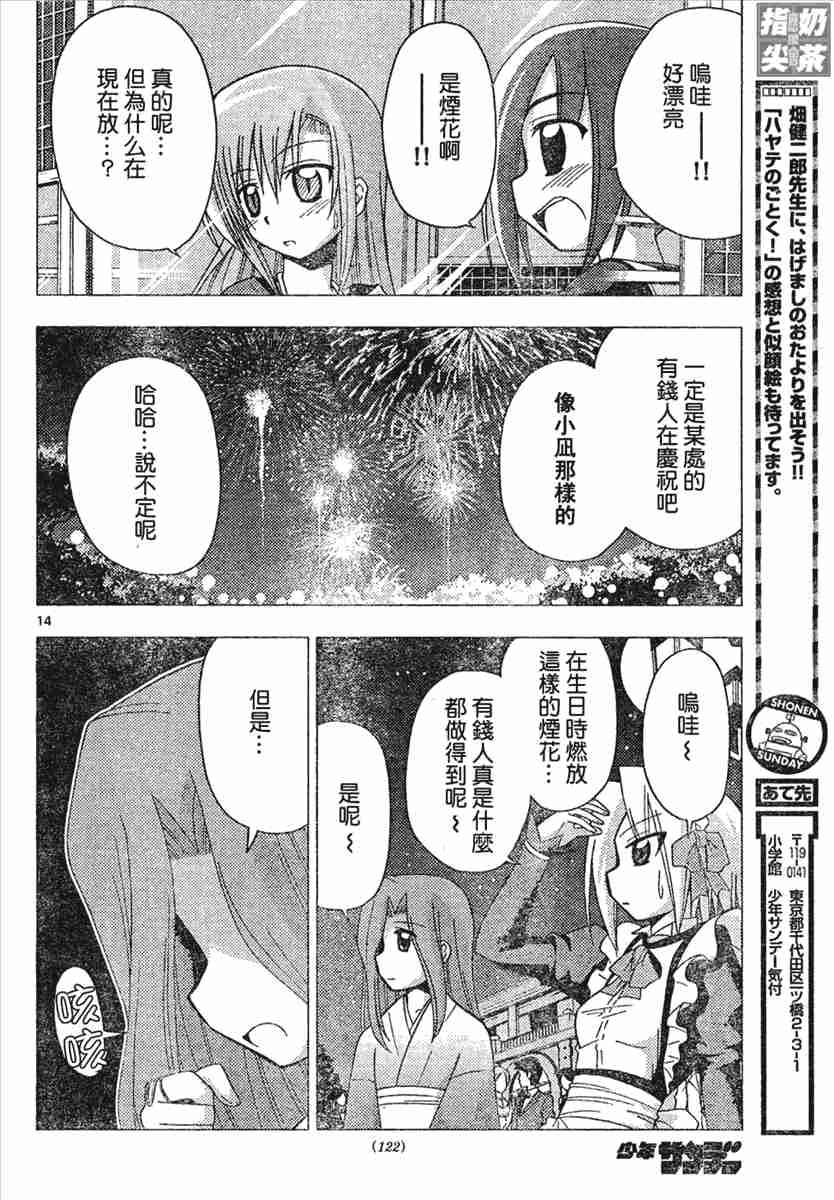 嗚哇
——!!
好漂亮
是煙花啊
——!!
真的呢…
但為什么在
現在放…?
一定是某處的
有錢人在慶祝吧
像小凪那樣的
哈哈…說不定呢
14
嗚哇~
在生日時燃放
這樣的煙花…
有錢人真是什麼
都做得到呢~
是呢~
但是…
咳
咳
(122)
少年サンデー
指尖
奶茶
畑健二郎先生に、はげましのおたよりを出そう!!
「ハヤテのごとく!」の感想と似顔絵も待ってます。
SHONEN
SUNDAY
あて先
〒119-0141 東京都千代田区一ツ橋2-3-1
小学館 少年サンデー気付